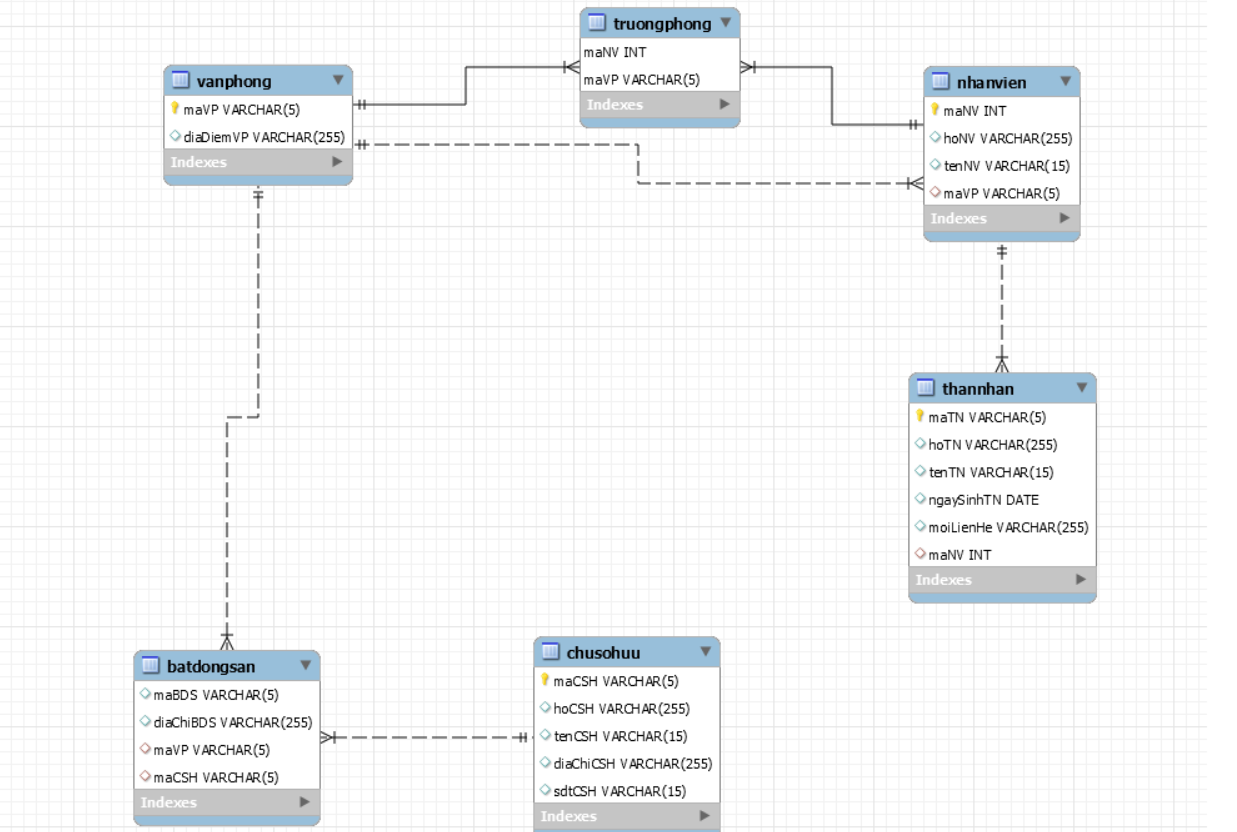 truongphong
maNV INT
maVP VARCHAR(5)
Indexes
vanphong
maVP VARCHAR(5)
diaDiemVP VARCHAR(255)
Indexes
nhanvien
maNV INT
hoNV VARCHAR(255)
tenNV VARCHAR(15)
maVP VARCHAR(5)
Indexes
thannhan
maTN VARCHAR(5)
hoTN VARCHAR(255)
tenTN VARCHAR(15)
ngaySinhTN DATE
moiLienHe VARCHAR(255)
maNV INT
Indexes
batdongsan
maBDS VARCHAR(5)
diaChiBDS VARCHAR(255)
maVP VARCHAR(5)
maCSH VARCHAR(5)
Indexes
chusohuu
maCSH VARCHAR(5)
hoCSH VARCHAR(255)
tenCSH VARCHAR(15)
diaChiCSH VARCHAR(255)
sdtCSH VARCHAR(15)
Indexes